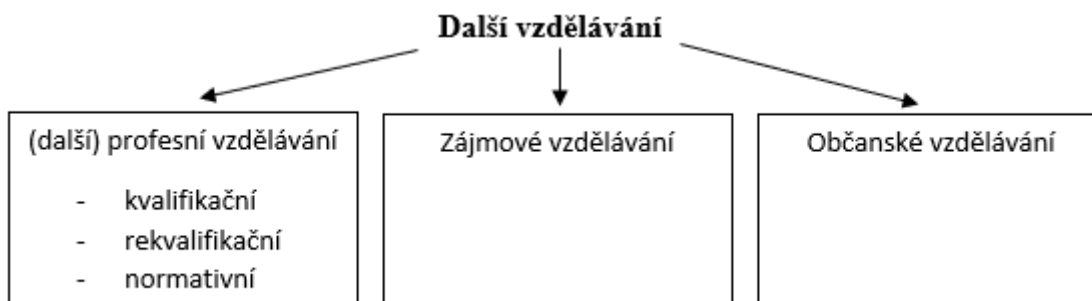 Další vzdělávání
(další) profesní vzdělávání
- kvalifikační
- rekvalifikační
- normativní
Zájmové vzdělávání
Občanské vzdělávání